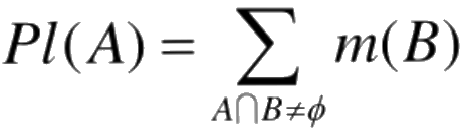 Pl(A) = ∑ m(B)
A⋂B≠ϕ